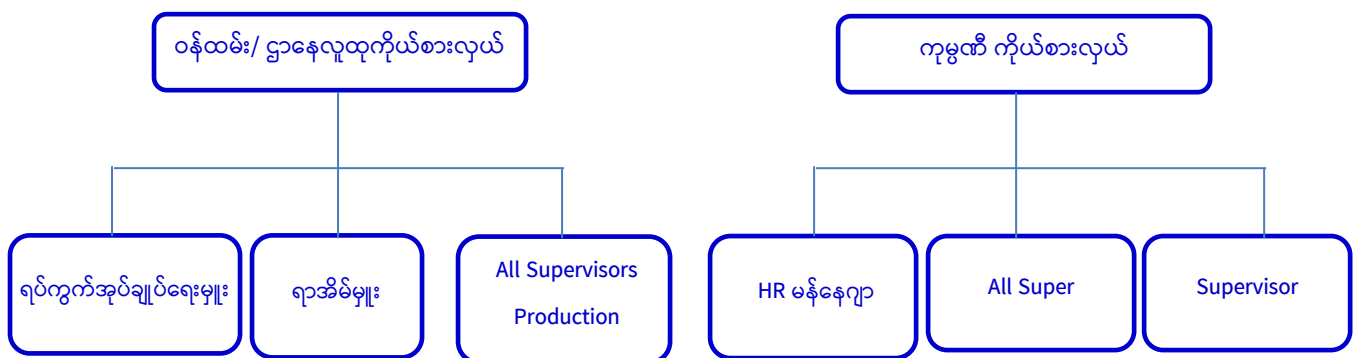 ဝန်ထမ်း/ ဌာနေလူထုကိုယ်စားလှယ်
ကုမ္ပဏီ ကိုယ်စားလှယ်
ရပ်ကွက်အုပ်ချုပ်ရေးမှူး
ရာအိမ်မှူး
All Supervisors
Production
HR မန်နေဂျာ
All Super
Supervisor